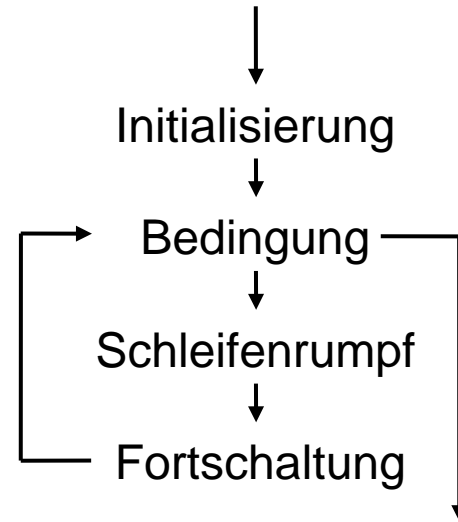 Initialisierung
Bedingung
Schleifenrumpf
Fortschaltung